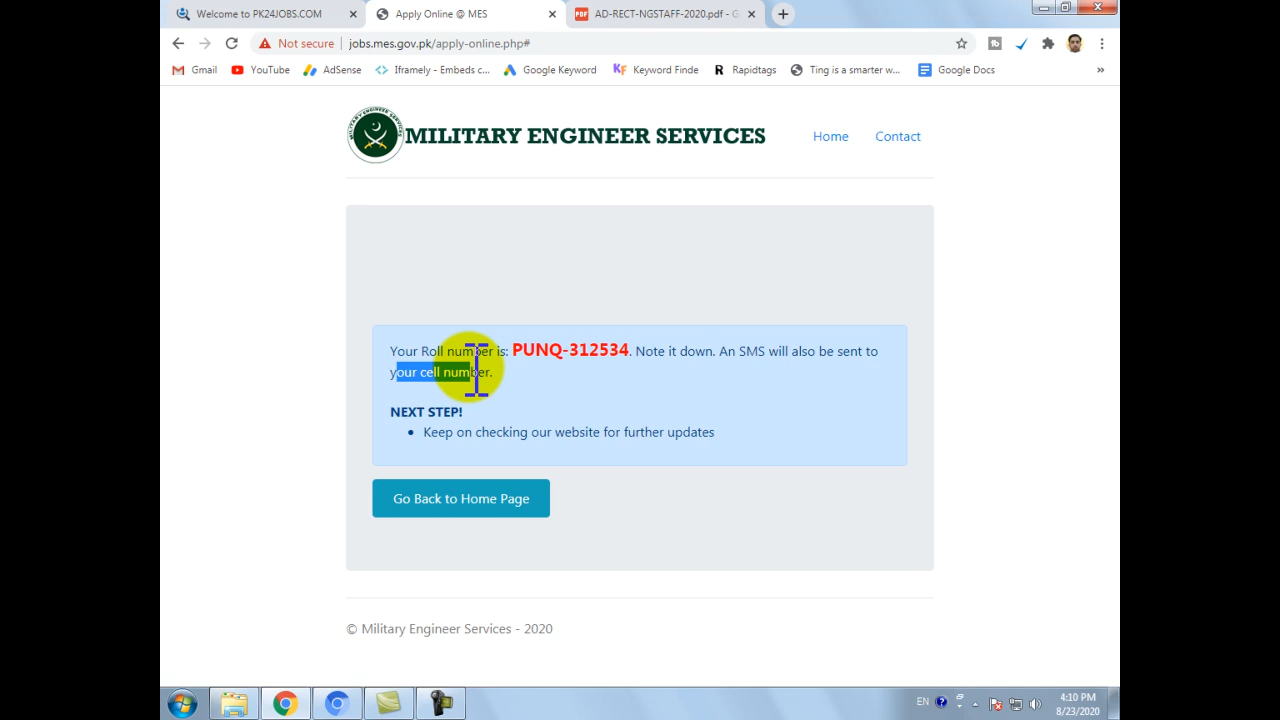 Welcome to PK24JOBS.COM
Apply Online @ MES
PDF AD-RECT-NGSTAFF-2020.pdf - G
Not secure jobs.mes.gov.pk/apply-online.php#
Gmail YouTube AdSense Iframely - Embeds c... Google Keyword KF Keyword Finde R Rapidtags Ting is a smarter w... Google Docs »
MILITARY ENGINEER SERVICES
Home Contact
Your Roll number is: PUNQ-312534. Note it down. An SMS will also be sent to
your cell number.
NEXT STEP!
• Keep on checking our website for further updates
Go Back to Home Page
© Military Engineer Services - 2020
EN 4:10 PM
8/23/2020